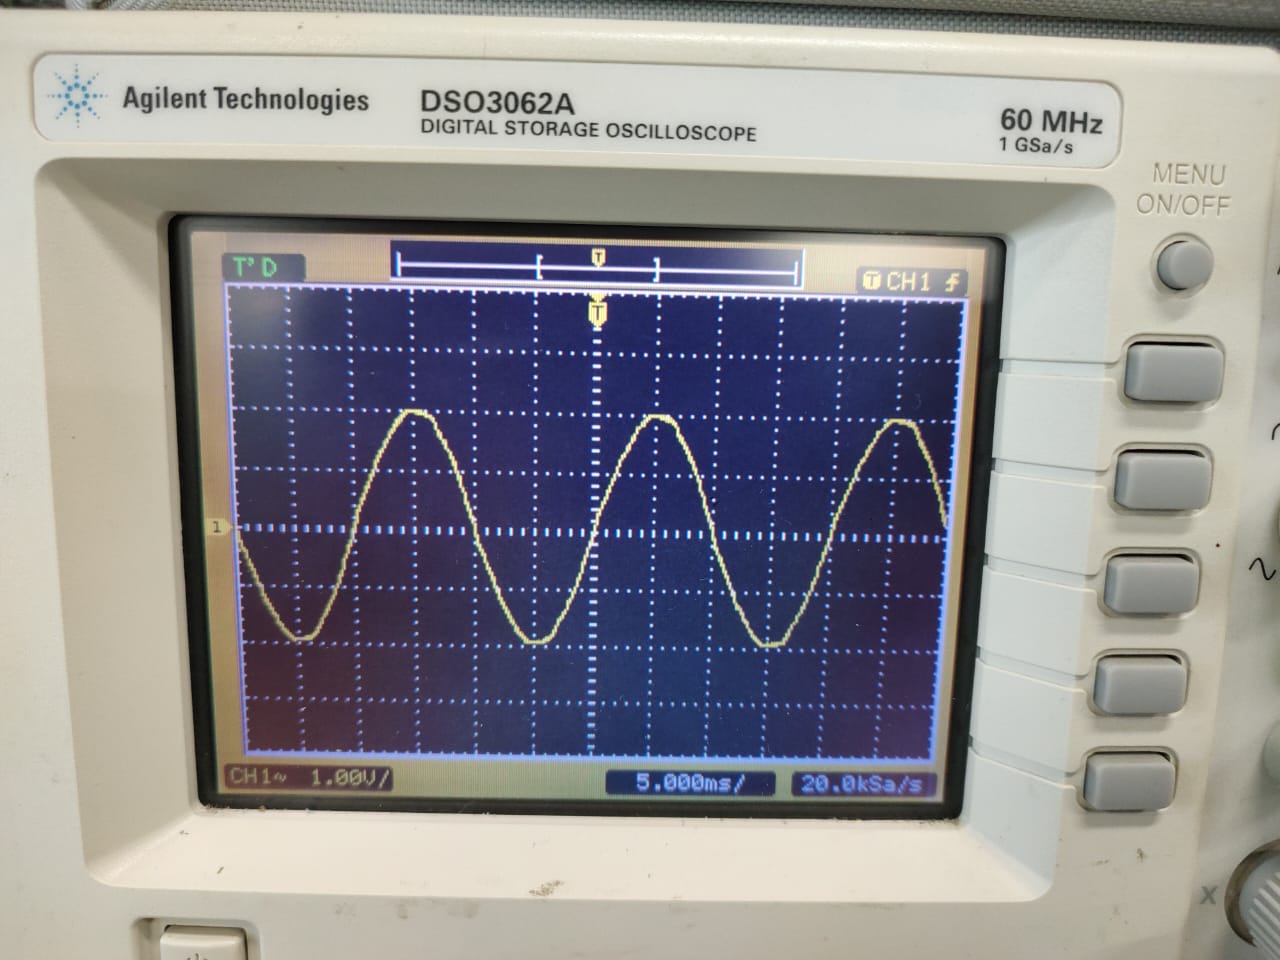 Agilent Technologies
DSO3062A
DIGITAL STORAGE OSCILLOSCOPE
60 MHz
1 GSa/s
MENU
ON/OFF
T'D
T
T CH1
T
1
CH1~ 1.00V/
5.000ms/
20.0kSa/s
X